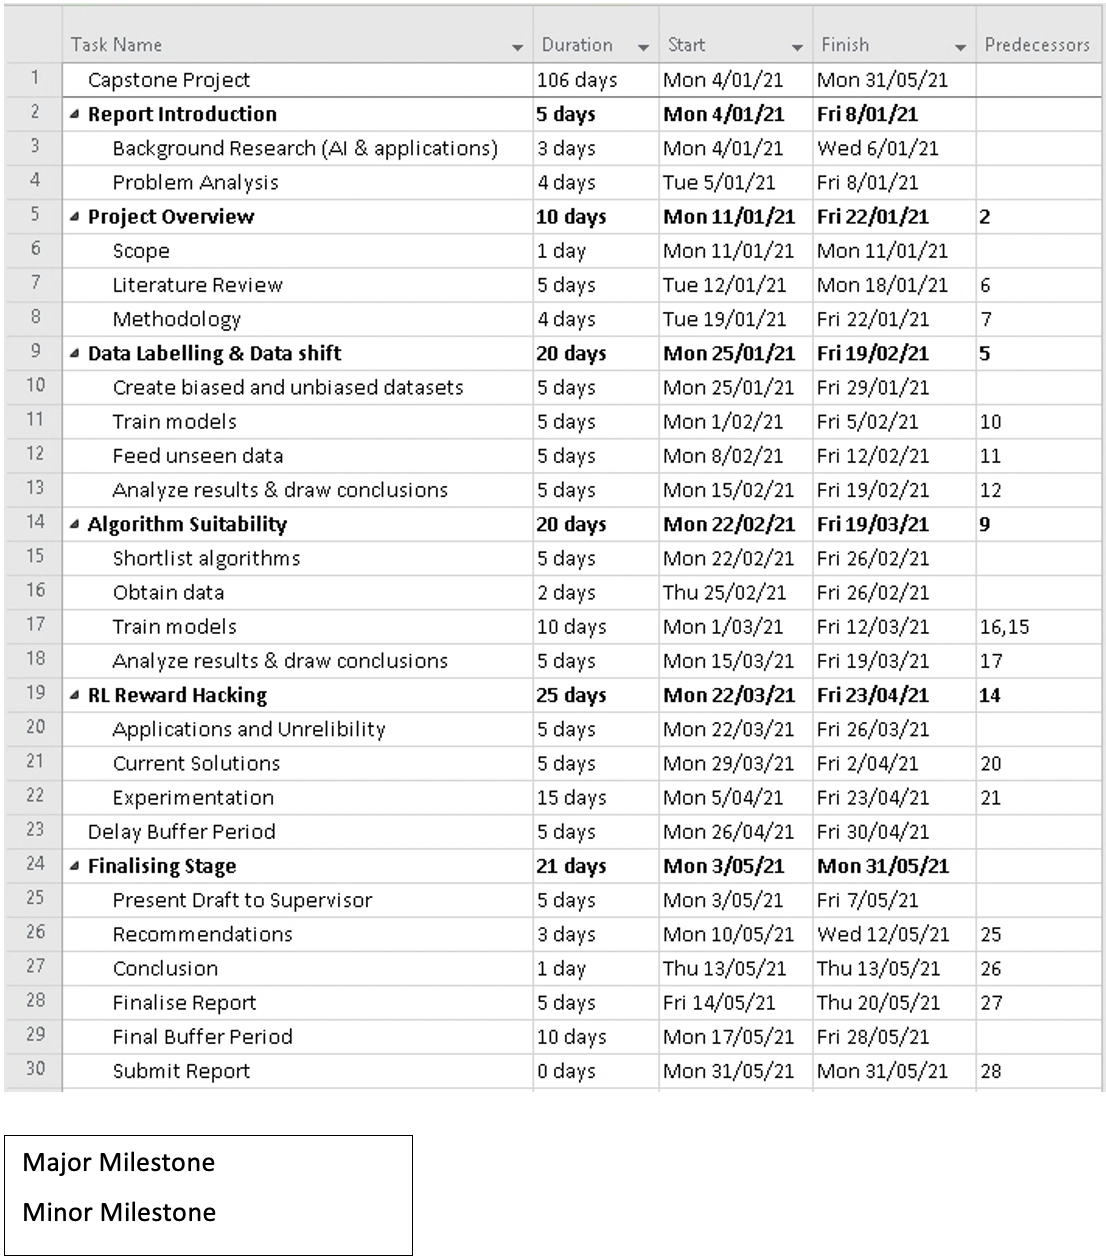 Task Name Duration Start Finish Predecessors
1 Capstone Project 106 days Mon 4/01/21 Mon 31/05/21
2 Report Introduction 5 days Mon 4/01/21 Fri 8/01/21
3 Background Research (AI & applications) 3 days Mon 4/01/21 Wed 6/01/21
4 Problem Analysis 4 days Tue 5/01/21 Fri 8/01/21
5 Project Overview 10 days Mon 11/01/21 Fri 22/01/21 2
6 Scope 1 day Mon 11/01/21 Mon 11/01/21
7 Literature Review 5 days Tue 12/01/21 Mon 18/01/21 6
8 Methodology 4 days Tue 19/01/21 Fri 22/01/21 7
9 Data Labelling & Data shift 20 days Mon 25/01/21 Fri 19/02/21 5
10 Create biased and unbiased datasets 5 days Mon 25/01/21 Fri 29/01/21
11 Train models 5 days Mon 1/02/21 Fri 5/02/21 10
12 Feed unseen data 5 days Mon 8/02/21 Fri 12/02/21 11
13 Analyze results & draw conclusions 5 days Mon 15/02/21 Fri 19/02/21 12
14 Algorithm Suitability 20 days Mon 22/02/21 Fri 19/03/21 9
15 Shortlist algorithms 5 days Mon 22/02/21 Fri 26/02/21
16 Obtain data 2 days Thu 25/02/21 Fri 26/02/21
17 Train models 10 days Mon 1/03/21 Fri 12/03/21 16,15
18 Analyze results & draw conclusions 5 days Mon 15/03/21 Fri 19/03/21 17
19 RL Reward Hacking 25 days Mon 22/03/21 Fri 23/04/21 14
20 Applications and Unrelibility 5 days Mon 22/03/21 Fri 26/03/21
21 Current Solutions 5 days Mon 29/03/21 Fri 2/04/21 20
22 Experimentation 15 days Mon 5/04/21 Fri 23/04/21 21
23 Delay Buffer Period 5 days Mon 26/04/21 Fri 30/04/21
24 Finalising Stage 21 days Mon 3/05/21 Mon 31/05/21
25 Present Draft to Supervisor 5 days Mon 3/05/21 Fri 7/05/21
26 Recommendations 3 days Mon 10/05/21 Wed 12/05/21 25
27 Conclusion 1 day Thu 13/05/21 Thu 13/05/21 26
28 Finalise Report 5 days Fri 14/05/21 Thu 20/05/21 27
29 Final Buffer Period 10 days Mon 17/05/21 Fri 28/05/21
30 Submit Report 0 days Mon 31/05/21 Mon 31/05/21 28
Major Milestone
Minor Milestone